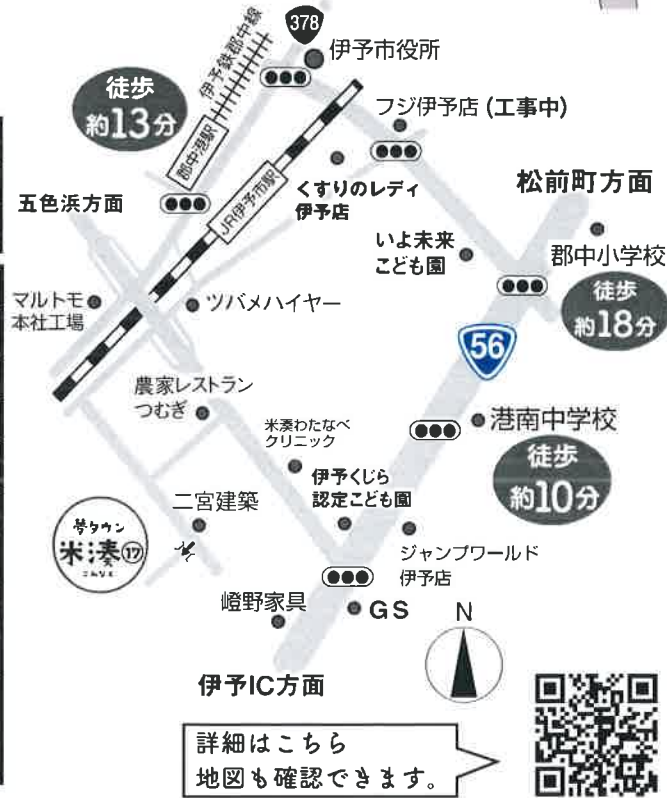 378
伊予市役所
伊予鉄郡中線
徒歩
約13分
郡中港駅
フジ伊予店 (工事中)
くすりのレディ
伊予店
松前町方面
五色浜方面
JR伊予市駅
いよ未来
こども園
郡中小学校
徒歩
約18分
マルトモ
本社工場
ツバメハイヤー
56
農家レストラン
つむぎ
米湊わたなべ
クリニック
港南中学校
徒歩
約10分
伊予くじら
認定こども園
二宮建築
夢タウン
米湊⑰
こみなと
ジャンプワールド
伊予店
嶝野家具
GS
N
伊予IC方面
詳細はこちら
地図も確認できます。